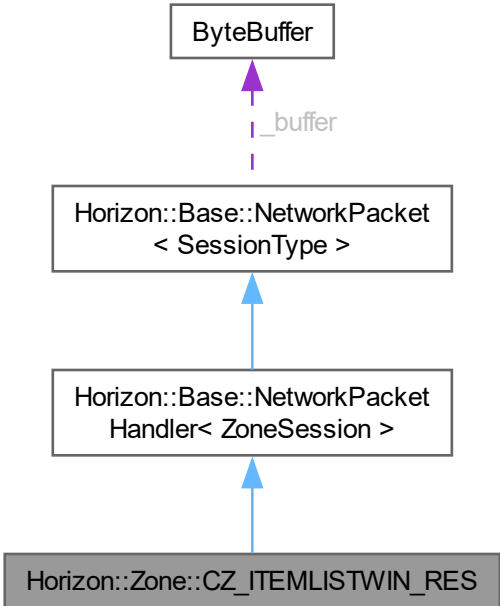 ByteBuffer
_buffer
Horizon::Base::NetworkPacket
< SessionType >
Horizon::Base::NetworkPacket
Handler< ZoneSession >
Horizon::Zone::CZ_ITEMLISTWIN_RES